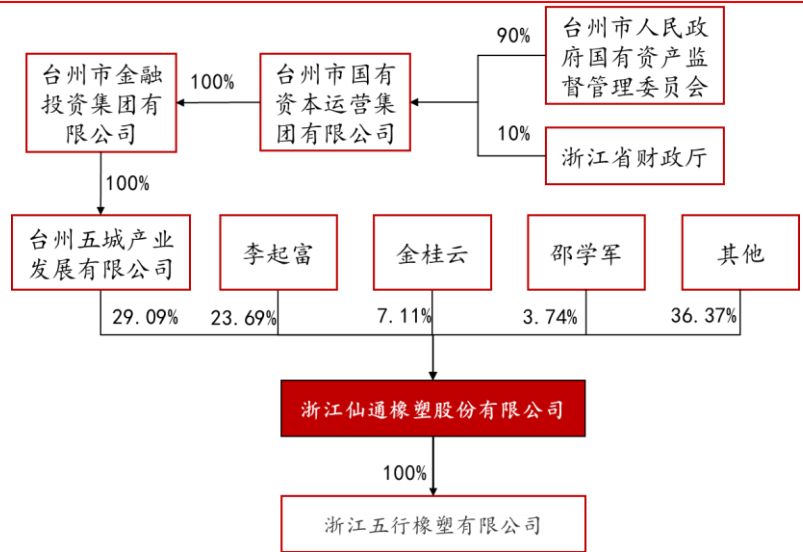 90%
台州市人民政
府国有资产监
督管理委员会
台州市金融
投资集团有
限公司
100%
台州市国有
资本运营集
团有限公司
10%
浙江省财政厅
100%
台州五城产业
发展有限公司
李起富
金桂云
邵学军
其他
29.09%
23.69%
7.11%
3.74%
36.37%
浙江仙通橡塑股份有限公司
100%
浙江五行橡塑有限公司